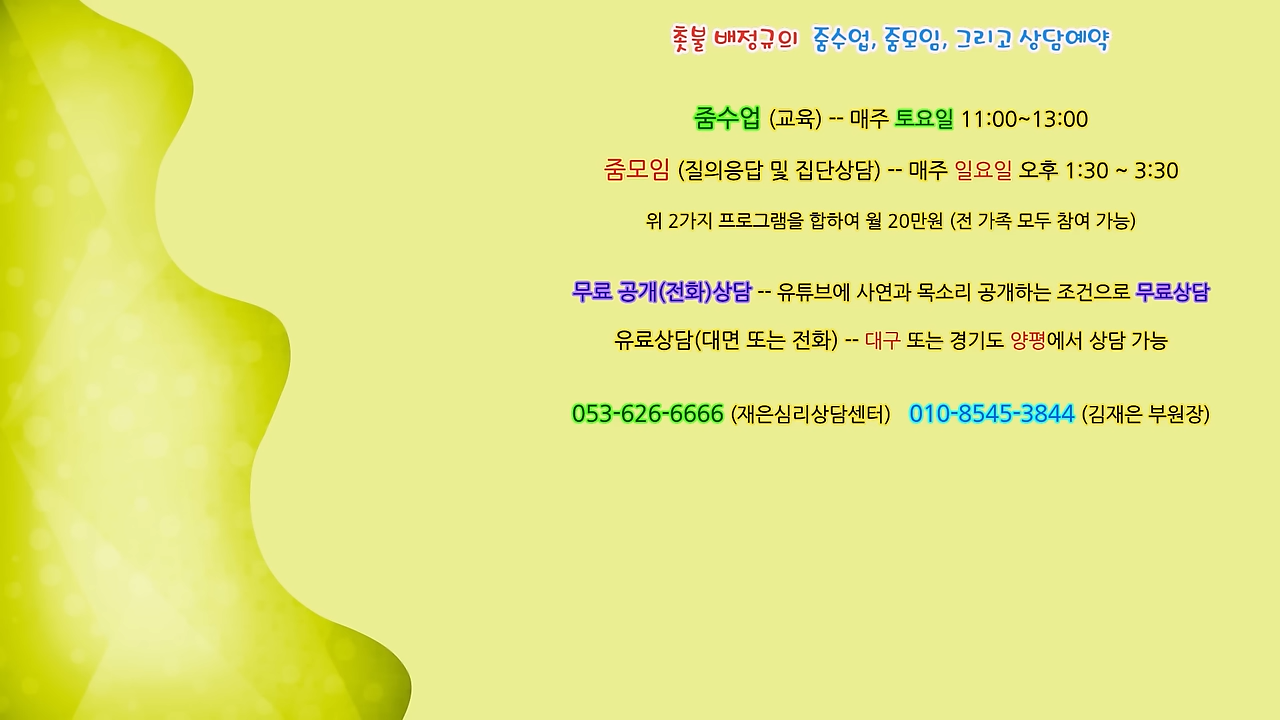 촛불 배정규의 줌수업, 줌모임, 그리고 상담예약
줌수업 (교육) -- 매주 토요일 11:00~13:00
줌모임 (질의응답 및 집단상담) -- 매주 일요일 오후 1:30 ~ 3:30
위 2가지 프로그램을 합하여 월 20만원 (전 가족 모두 참여 가능)
무료 공개(전화)상담 -- 유튜브에 사연과 목소리 공개하는 조건으로 무료상담
유료상담(대면 또는 전화) -- 대구 또는 경기도 양평에서 상담 가능
053-626-6666 (재은심리상담센터) 010-8545-3844 (김재은 부원장)